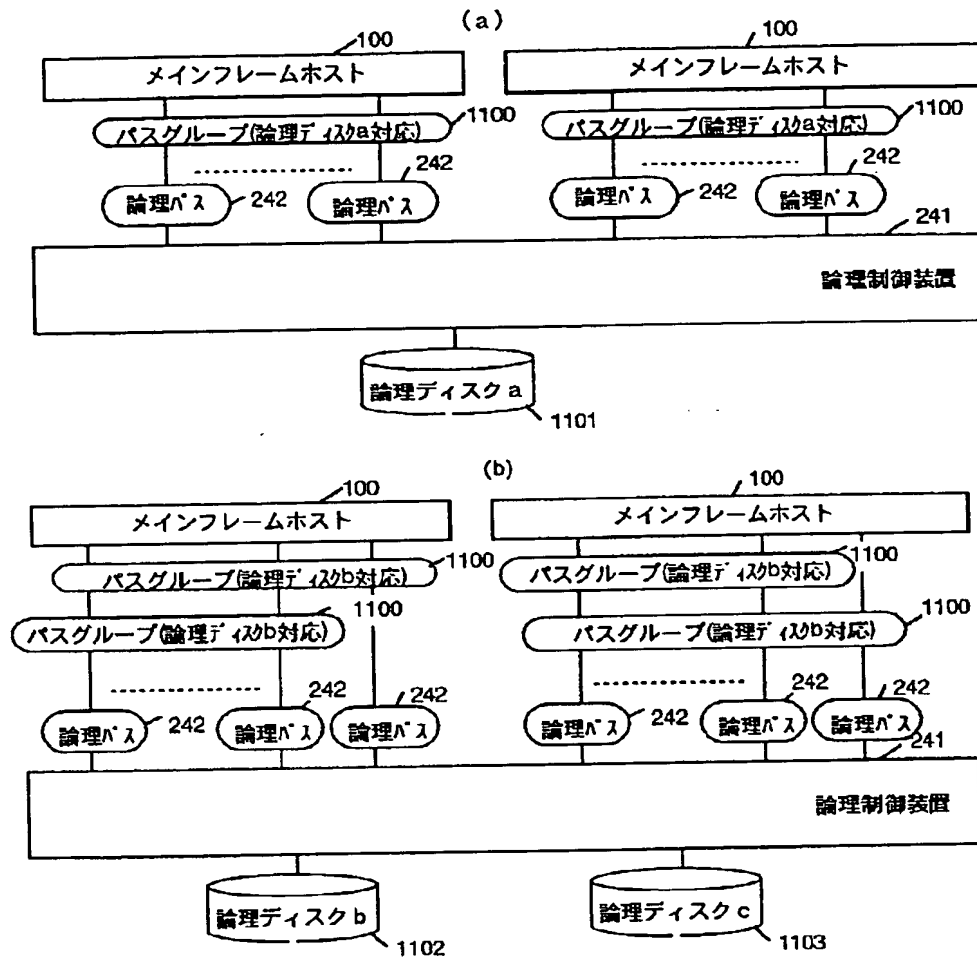 (a)
100
100
メインフレームホスト
メインフレームホスト
1100
1100
パスグループ(論理ディスクa対応)
パスグループ(論理ディスクa対応)
242
242
論理パス
242
論理パス
論理パス
242
論理パス
241
論理制御装置
論理ディスクa
1101
(b)
100
100
メインフレームホスト
メインフレームホスト
1100
1100
パスグループ(論理ディスクb対応)
パスグループ(論理ディスクb対応)
1100
1100
パスグループ(論理ディスクb対応)
パスグループ(論理ディスクb対応)
242
242
242
242
論理パス
242
論理パス
論理パス
論理パス
242
論理パス
論理パス
241
論理制御装置
論理ディスクb
1102
論理ディスクc
1103